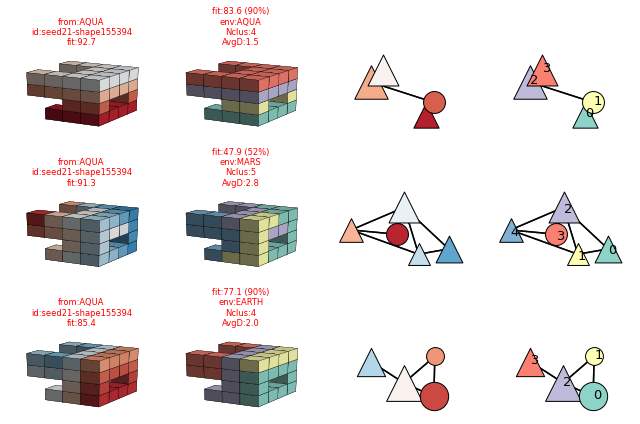 from:AQUA
id:seed21-shape155394
fit:92.7
fit:83.6 (90%)
env:AQUA
Nclus:4
AvgD:1.5
3
2
1
0
from:AQUA
id:seed21-shape155394
fit:91.3
fit:47.9 (52%)
env:MARS
Nclus:5
AvgD:2.8
2
4
3
1
0
from:AQUA
id:seed21-shape155394
fit:85.4
fit:77.1 (90%)
env:EARTH
Nclus:4
AvgD:2.0
3
1
2
0